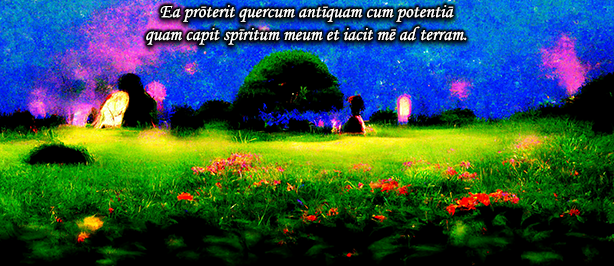 Ea prōterit quercum antīquam cum potentiā
quam capit spīritum meum et iacit mē ad terram.